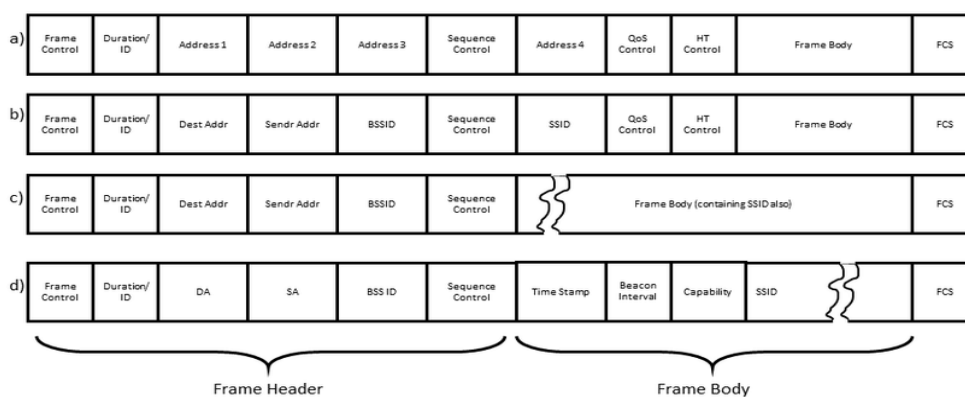 a) Frame Control Duration/ ID Address 1 Address 2 Address 3 Sequence Control Address 4 QoS Control HT Control Frame Body FCS
b) Frame Control Duration/ ID Dest Addr Sendr Addr BSSID Sequence Control SSID QoS Control HT Control Frame Body FCS
c) Frame Control Duration/ ID Dest Addr Sendr Addr BSSID Sequence Control Frame Body (containing SSID also) FCS
d) Frame Control Duration/ ID DA SA BSS ID Sequence Control Time Stamp Beacon Interval Capability SSID FCS
Frame Header Frame Body